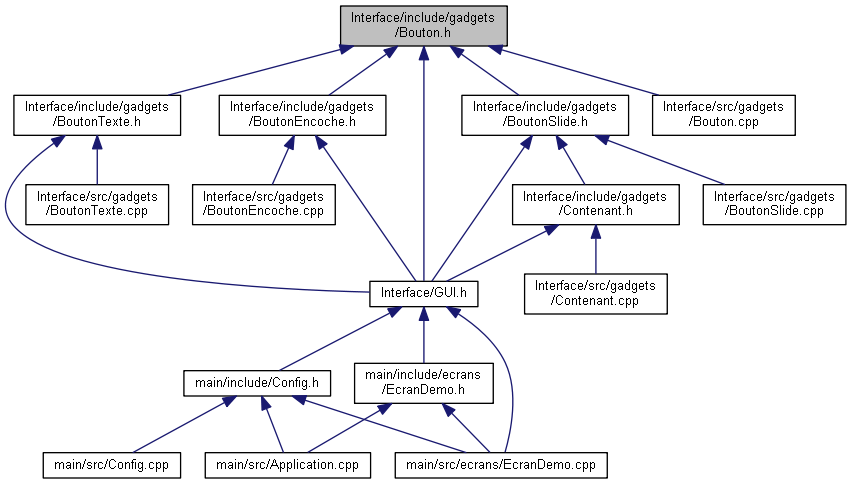 Interface/include/gadgets
/Bouton.h
Interface/include/gadgets
/BoutonTexte.h
Interface/include/gadgets
/BoutonEncoche.h
Interface/include/gadgets
/BoutonSlide.h
Interface/src/gadgets
/Bouton.cpp
Interface/src/gadgets
/BoutonTexte.cpp
Interface/src/gadgets
/BoutonEncoche.cpp
Interface/include/gadgets
/Contenant.h
Interface/src/gadgets
/BoutonSlide.cpp
Interface/GUI.h
Interface/src/gadgets
/Contenant.cpp
main/include/Config.h
main/include/ecrans
/EcranDemo.h
main/src/Config.cpp
main/src/Application.cpp
main/src/ecrans/EcranDemo.cpp